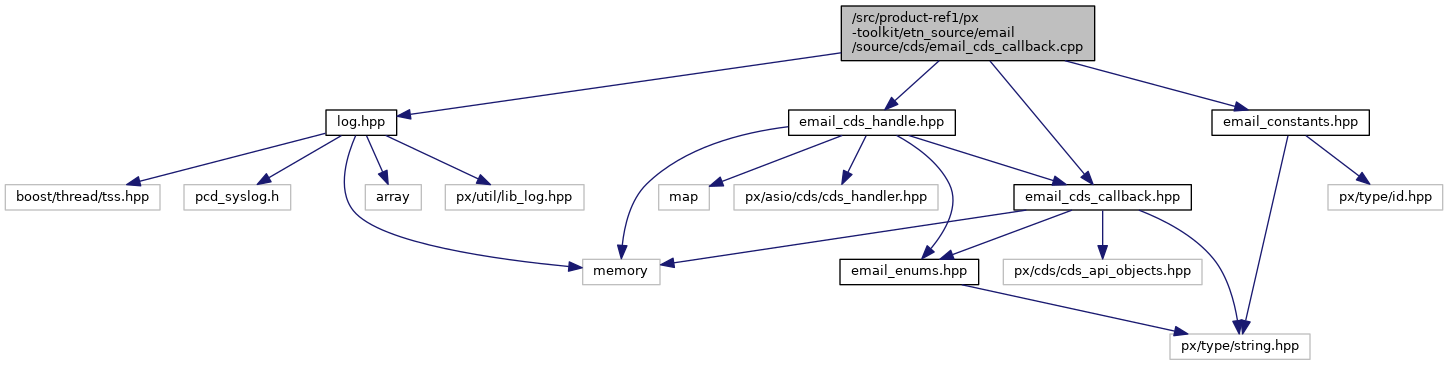 /src/product-ref1/px
-toolkit/etn_source/email
/source/cds/email_cds_callback.cpp
log.hpp
email_cds_handle.hpp
email_constants.hpp
boost/thread/tss.hpp
pcd_syslog.h
array
px/util/lib_log.hpp
map
px/asio/cds/cds_handler.hpp
email_cds_callback.hpp
px/type/id.hpp
memory
email_enums.hpp
px/cds/cds_api_objects.hpp
px/type/string.hpp